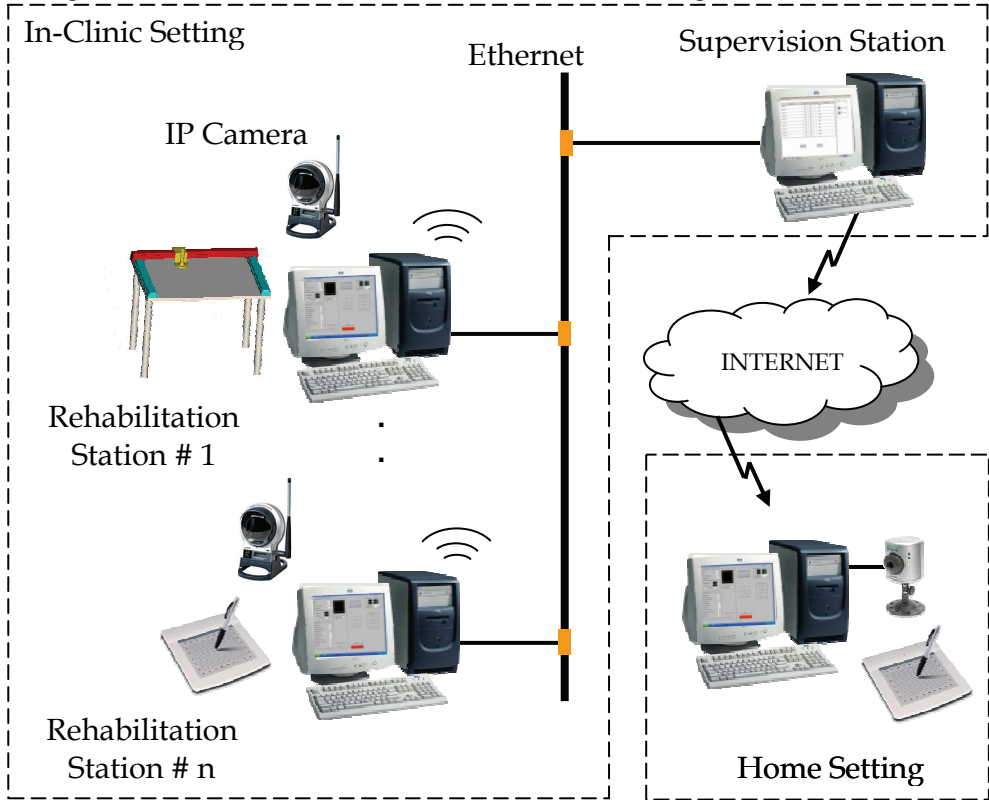 In-Clinic Setting
Supervision Station
Ethernet
IP Camera
INTERNET
Rehabilitation
Station # 1
.
.
Rehabilitation
Station # n
Home Setting